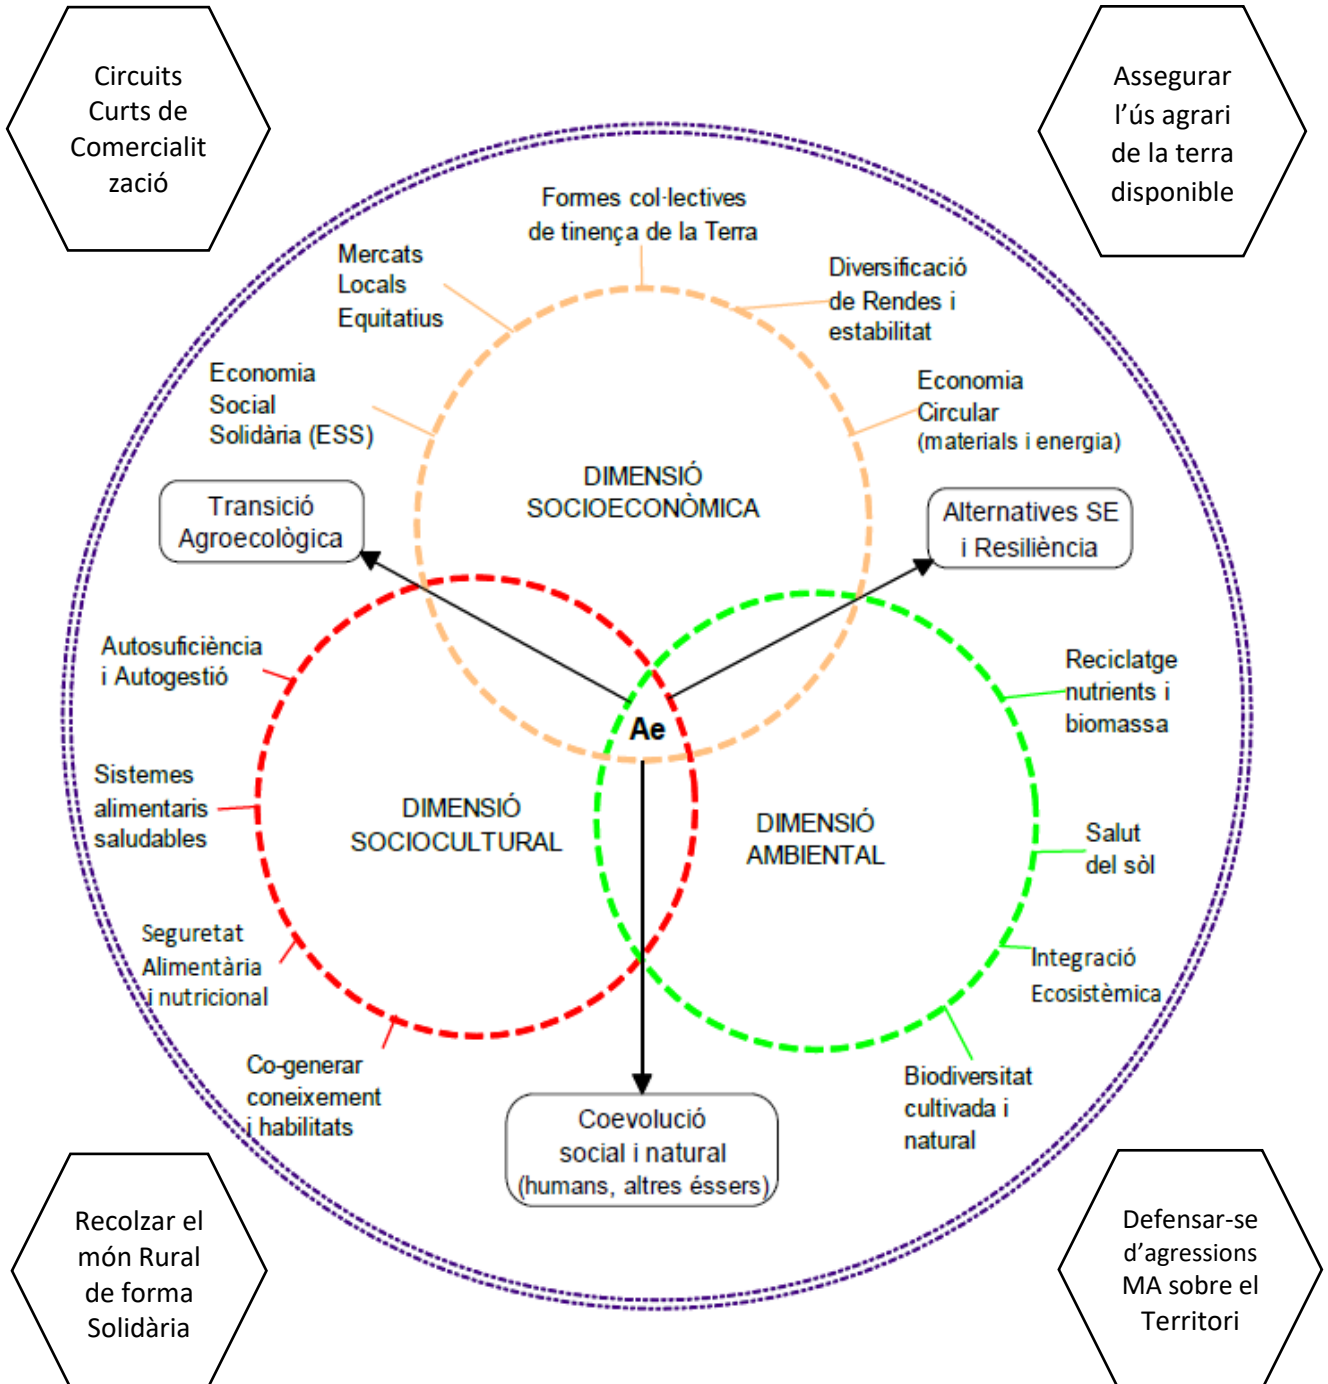 Circuits
Curts de
Comercialit
zació
Assegurar
l’ús agrari
de la terra
disponible
Formes col·lectives
de tinença de la Terra
Mercats
Locals
Equitatius
Diversificació
de Rendes i
estabilitat
Economia
Social
Solidària (ESS)
Economia
Circular
(materials i energia)
DIMENSIÓ
SOCIOECONÒMICA
Transició
Agroecològica
Alternatives SE
i Resiliència
Autosuficiència
i Autogestió
Reciclatge
nutrients i
biomassa
Ae
Sistemes
alimentaris
saludables
DIMENSIÓ
SOCIOCULTURAL
DIMENSIÓ
AMBIENTAL
Salut
del sòl
Seguretat
Alimentària
i nutricional
Integració
Ecosistèmica
Co-generar
coneixement
i habilitats
Biodiversitat
cultivada i
natural
Coevolució
social i natural
(humans, altres éssers)
Recolzar el
món Rural
de forma
Solidària
Defensar-se
d’agressions
MA sobre el
Territori